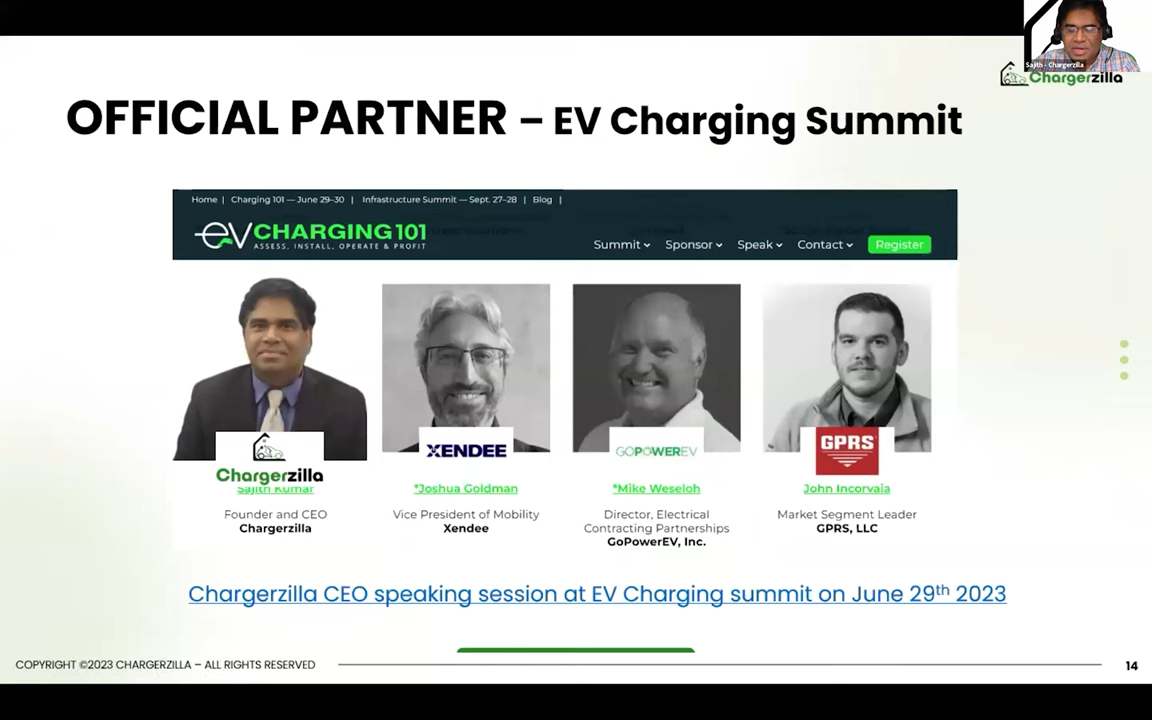 Sajith - Chargerzilla
Chargerzilla
OFFICIAL PARTNER – EV Charging Summit
Home | Charging 101 — June 29–30 | Infrastructure Summit — Sept. 27–28 | Blog |
eV CHARGING 101
ASSESS, INSTALL, OPERATE & PROFIT
Summit Sponsor Speak Contact Register
Chargerzilla XENDEE GOPOWEREV GPRS
Sajith Kumar *Joshua Goldman *Mike Weseloh John Incorvaia
Founder and CEO Vice President of Mobility Director, Electrical Market Segment Leader
Chargerzilla Xendee Contracting Partnerships GPRS, LLC
GoPowerEV, Inc.
Chargerzilla CEO speaking session at EV Charging summit on June 29th 2023
COPYRIGHT ©2023 CHARGERZILLA – ALL RIGHTS RESERVED
14